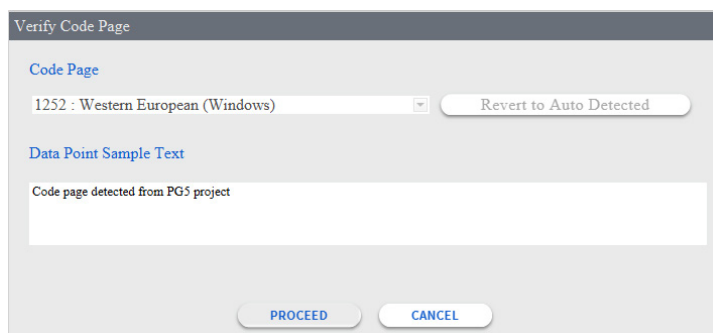 Verify Code Page
Code Page
1252 : Western European (Windows)
Revert to Auto Detected
Data Point Sample Text
Code page detected from PG5 project
PROCEED
CANCEL